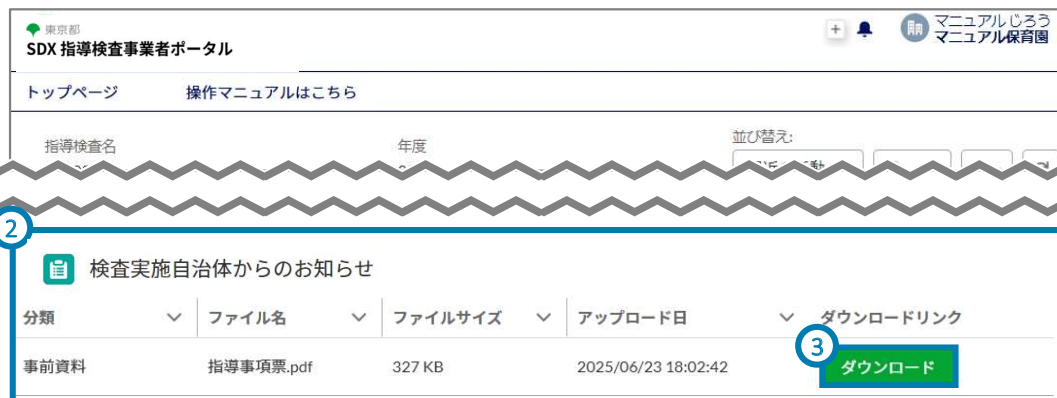 東京都
SDX 指導検査事業者ポータル
+
マニュアル じろう
マニュアル保育園
トップページ 操作マニュアルはこちら
指導検査名 年度 並び替え:
2
検査実施自治体からのお知らせ
分類 ファイル名 ファイルサイズ アップロード日 ダウンロードリンク
3
事前資料 指導事項票.pdf 327 KB 2025/06/23 18:02:42 ダウンロード